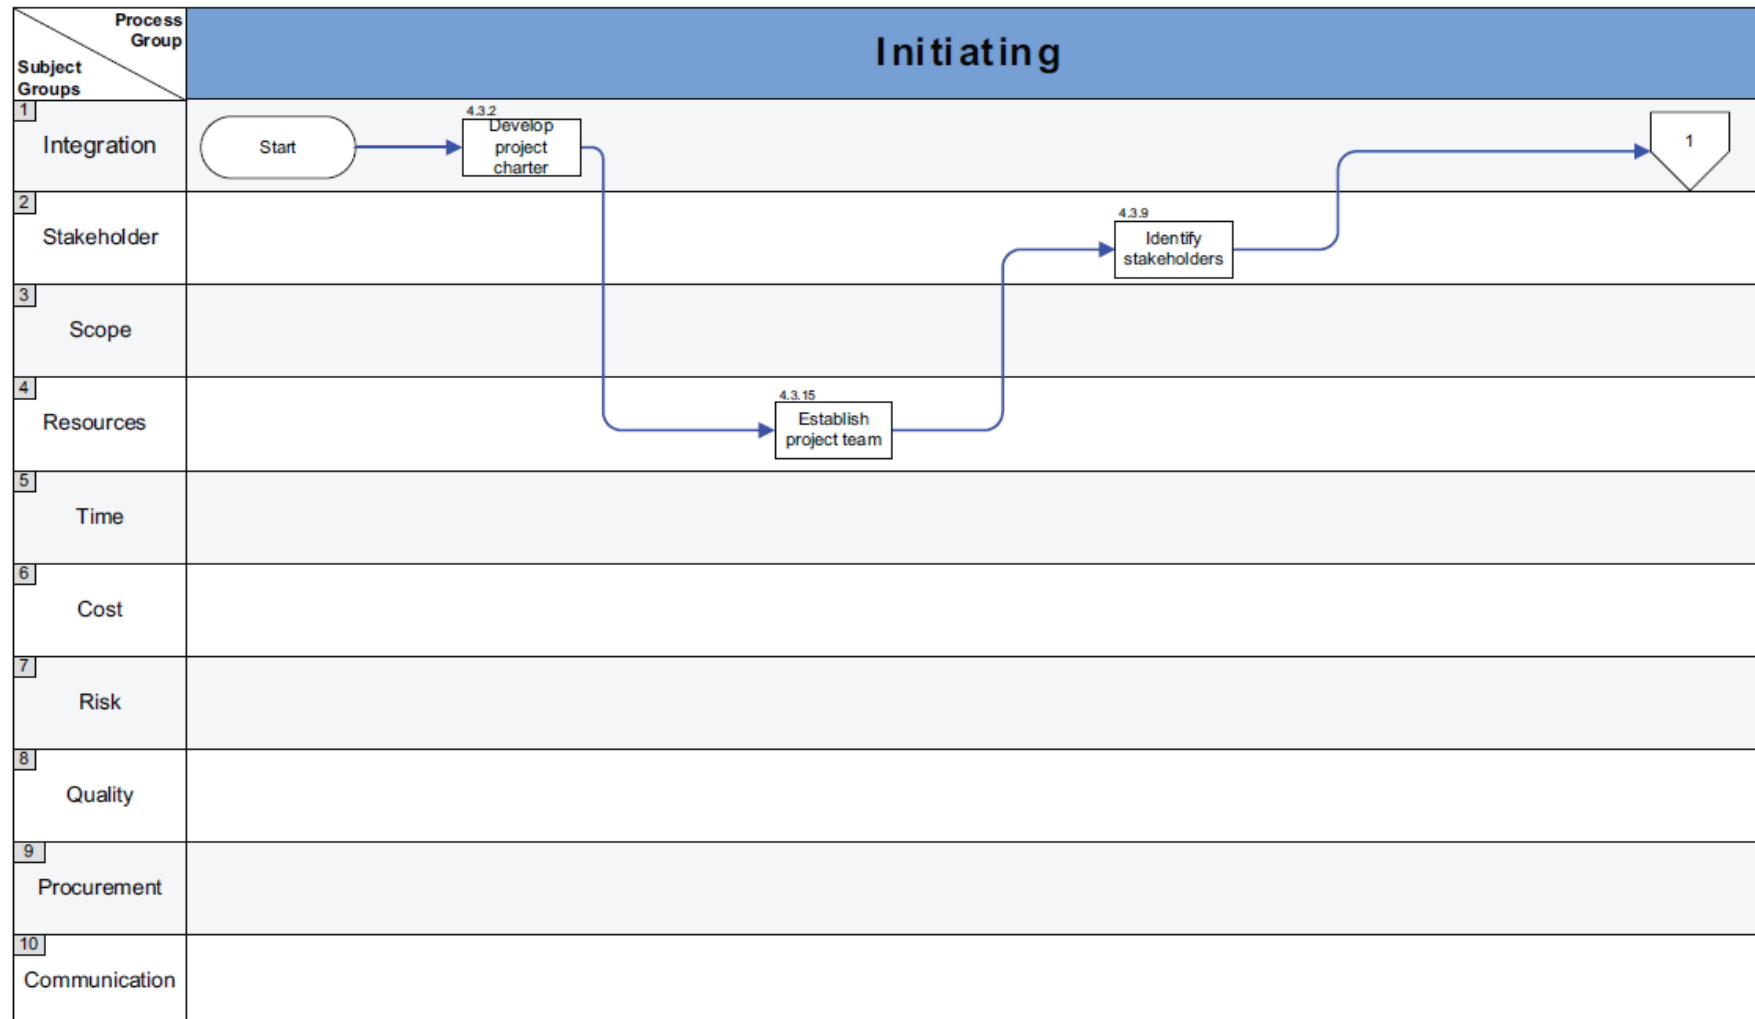 Process
Group
Subject
Groups
Initiating
1
Integration
Start
4.3.2
Develop
project
charter
1
2
Stakeholder
4.3.9
Identify
stakeholders
3
Scope
4
Resources
4.3.15
Establish
project team
5
Time
6
Cost
7
Risk
8
Quality
9
Procurement
10
Communication